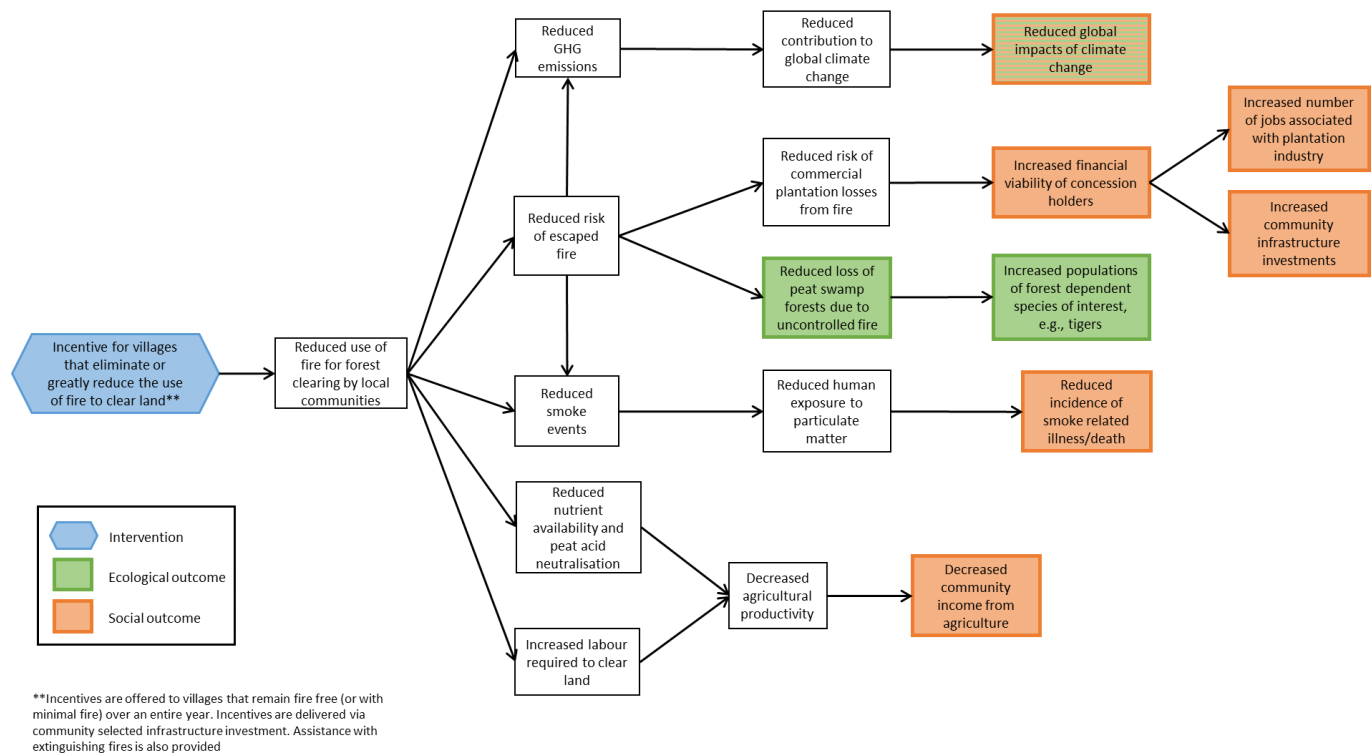 Reduced
GHG
emissions
Reduced
contribution to
global climate
change
Reduced global
impacts of climate
change
Increased number
of jobs associated
with plantation
industry
Reduced risk of
commercial
plantation losses
from fire
Increased financial
viability of concession
holders
Reduced risk
of escaped
fire
Increased
community
infrastructure
investments
Reduced loss of
peat swamp
forests due to
uncontrolled fire
Increased populations
of forest dependent
species of interest,
e.g., tigers
Incentive for villages
that eliminate or
greatly reduce the use
of fire to clear land**
Reduced use of
fire for forest
clearing by local
communities
Reduced
smoke
events
Reduced human
exposure to
particulate
matter
Reduced
incidence of
smoke related
illness/death
Reduced
nutrient
availability and
peat acid
neutralisation
Decreased
agricultural
productivity
Decreased
community
income from
agriculture
Increased labour
required to clear
land
Intervention
Ecological outcome
Social outcome
**Incentives are offered to villages that remain fire free (or with
minimal fire) over an entire year. Incentives are delivered via
community selected infrastructure investment. Assistance with
extinguishing fires is also provided